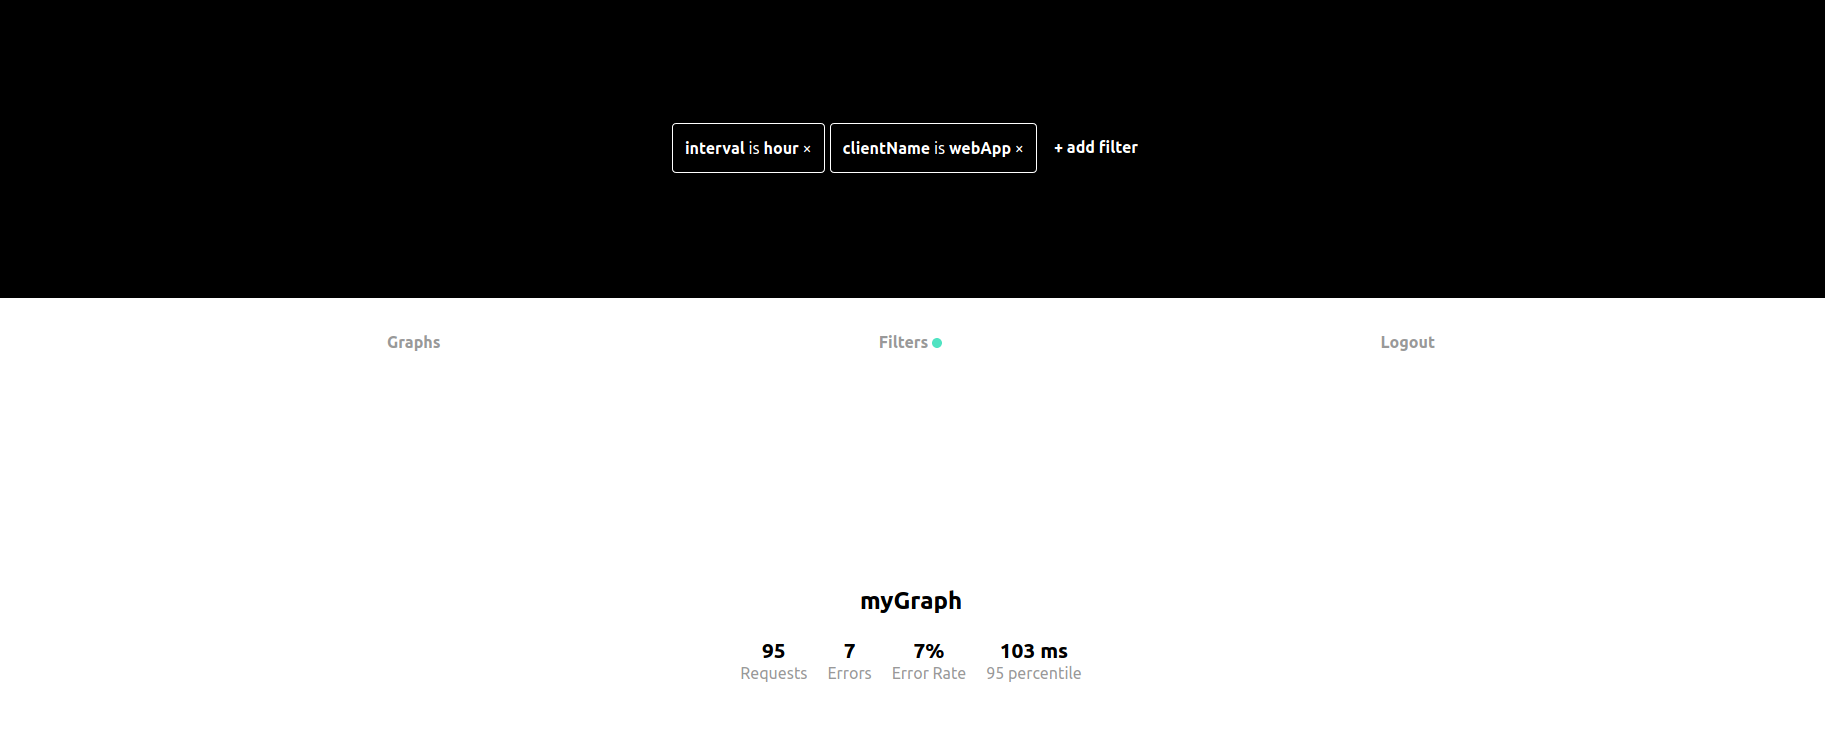 interval is hour × clientName is webApp × + add filter
Graphs Filters Logout
myGraph
95 7 7% 103 ms
Requests Errors Error Rate 95 percentile